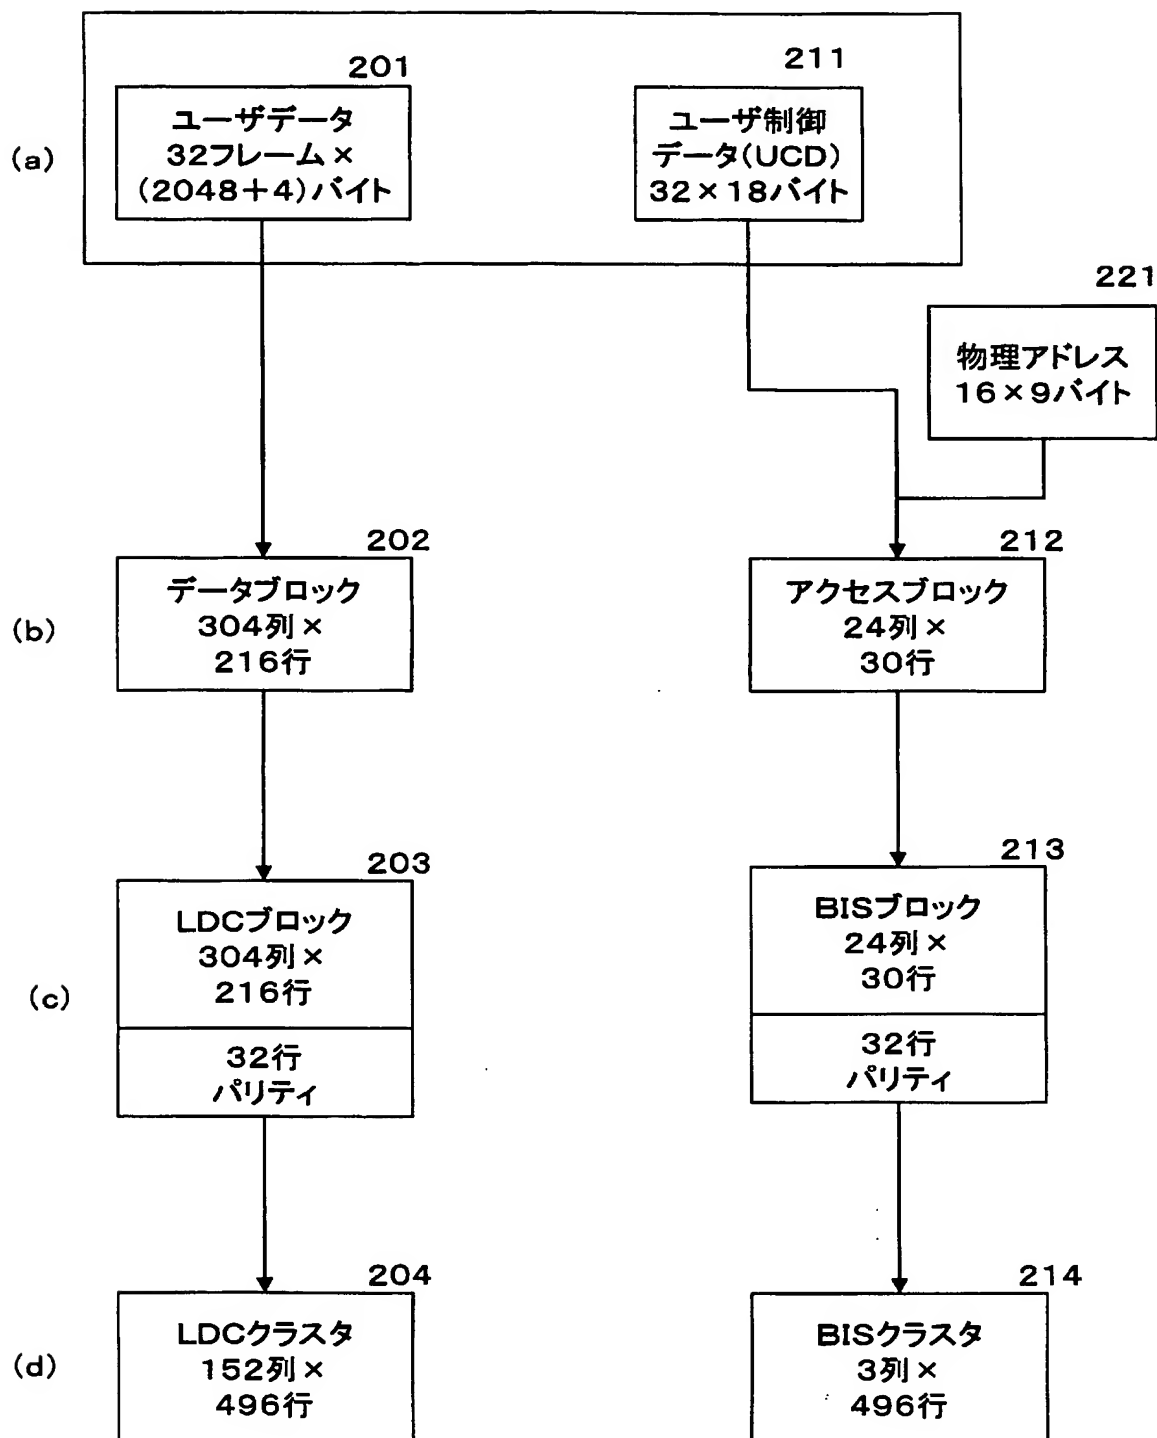 201
211
(a)
ユーザデータ
32フレーム×
(2048+4)バイト
ユーザ制御
データ(UCD)
32×18バイト
221
物理アドレス
16×9バイト
202
212
(b)
データブロック
304列×
216行
アクセスブロック
24列×
30行
203
213
(c)
LDCブロック
304列×
216行
32行
パリティ
BISブロック
24列×
30行
32行
パリティ
204
214
(d)
LDCクラスタ
152列×
496行
BISクラスタ
3列×
496行